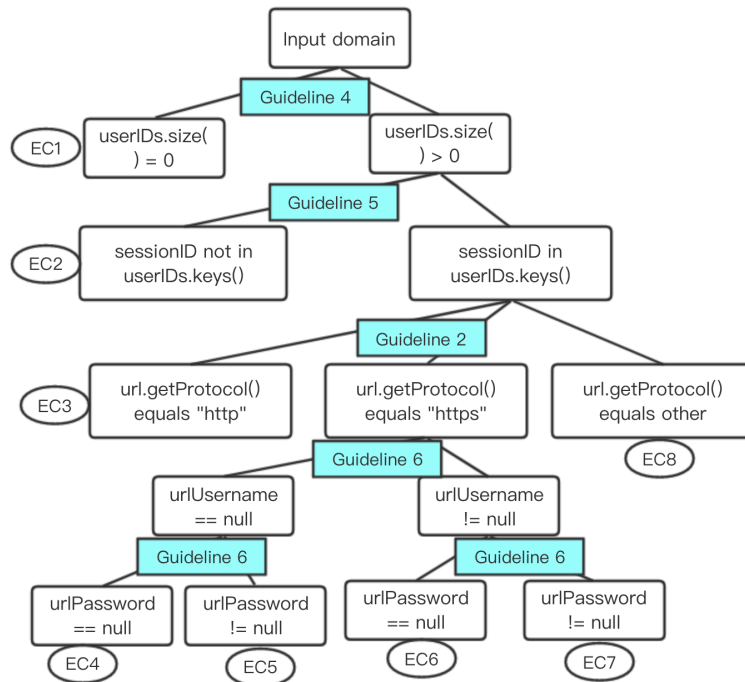 Input domain
Guideline 4
EC1
userIDs.size(
) = 0
userIDs.size(
) > 0
Guideline 5
EC2
sessionID not in
userIDs.keys()
sessionID in
userIDs.keys()
Guideline 2
EC3
url.getProtocol()
equals "http"
url.getProtocol()
equals "https"
url.getProtocol()
equals other
Guideline 6
EC8
urlUsername
== null
urlUsername
!= null
Guideline 6
Guideline 6
urlPassword
== null
urlPassword
!= null
urlPassword
== null
urlPassword
!= null
EC4
EC5
EC6
EC7